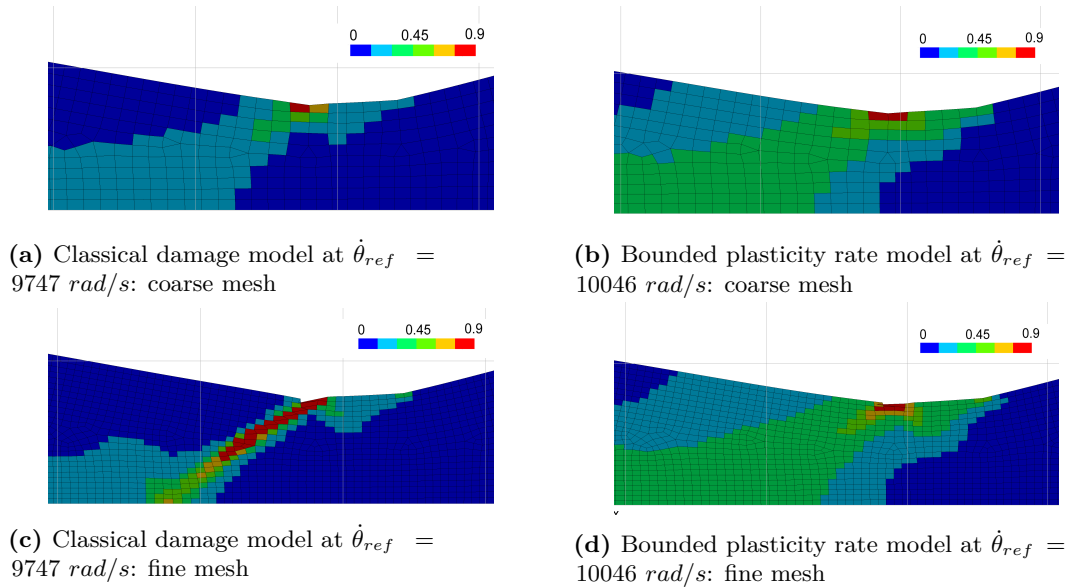 0 0.45 0.9
0 0.45 0.9
(a) Classical damage model at θ̇_ref =
9747 rad/s: coarse mesh
(b) Bounded plasticity rate model at θ̇_ref =
10046 rad/s: coarse mesh
0 0.45 0.9
0 0.45 0.9
(c) Classical damage model at θ̇_ref =
9747 rad/s: fine mesh
(d) Bounded plasticity rate model at θ̇_ref =
10046 rad/s: fine mesh